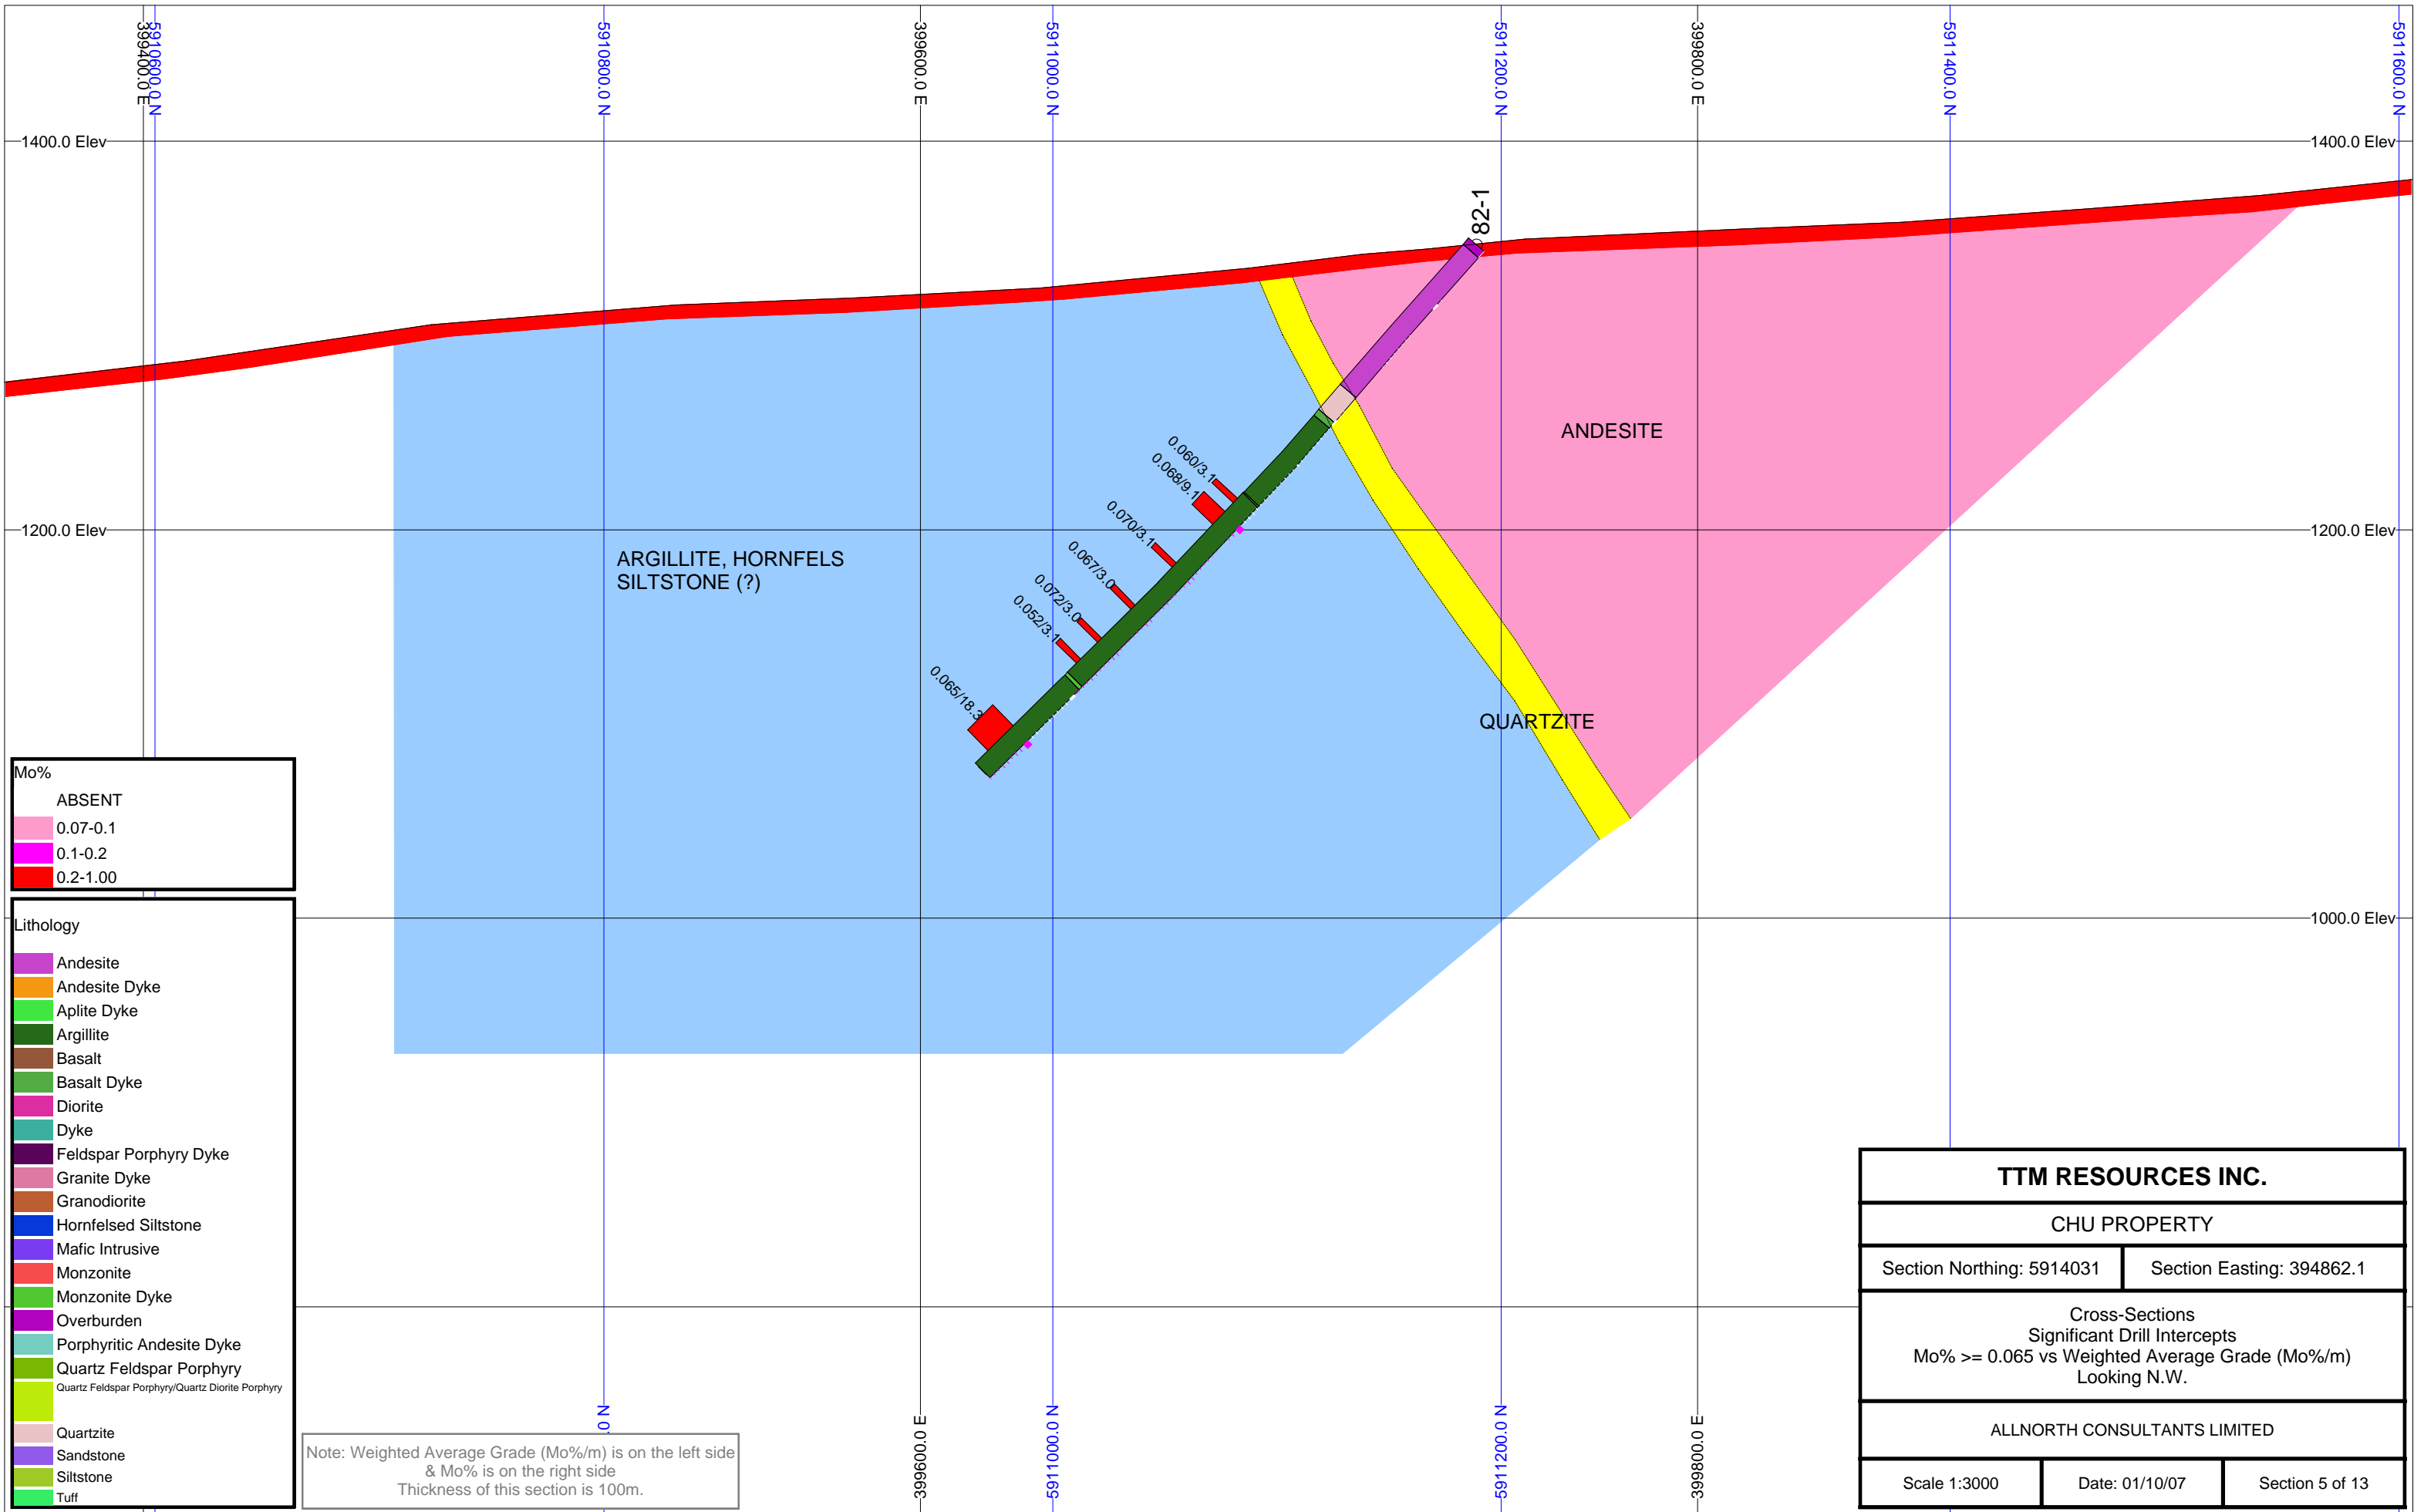 399400.0 E
5910600.0 N
5910800.0 N
399600.0 E
5911000.0 N
5911200.0 N
399800.0 E
5911400.0 N
5911600.0 N
1400.0 Elev
1400.0 Elev
82-1
ANDESITE
0.060/3.1
0.068/9.1
0.070/3.1
0.067/3.0
0.072/3.0
0.052/3.1
0.065/18.3
1200.0 Elev
1200.0 Elev
ARGILLITE, HORNFELS
SILTSTONE (?)
QUARTZITE
1000.0 Elev
Mo%
ABSENT
0.07-0.1
0.1-0.2
0.2-1.00
Lithology
Andesite
Andesite Dyke
Aplite Dyke
Argillite
Basalt
Basalt Dyke
Diorite
Dyke
Feldspar Porphyry Dyke
Granite Dyke
Granodiorite
Hornfelsed Siltstone
Mafic Intrusive
Monzonite
Monzonite Dyke
Overburden
Porphyritic Andesite Dyke
Quartz Feldspar Porphyry
Quartz Feldspar Porphyry/Quartz Diorite Porphyry
Quartzite
Sandstone
Siltstone
Tuff
.0 N
399600.0 E
5911000.0 N
5911200.0 N
399800.0 E
Note: Weighted Average Grade (Mo%/m) is on the left side
& Mo% is on the right side
Thickness of this section is 100m.
TTM RESOURCES INC.
CHU PROPERTY
Section Northing: 5914031
Section Easting: 394862.1
Cross-Sections
Significant Drill Intercepts
Mo% >= 0.065 vs Weighted Average Grade (Mo%/m)
Looking N.W.
ALLNORTH CONSULTANTS LIMITED
Scale 1:3000
Date: 01/10/07
Section 5 of 13